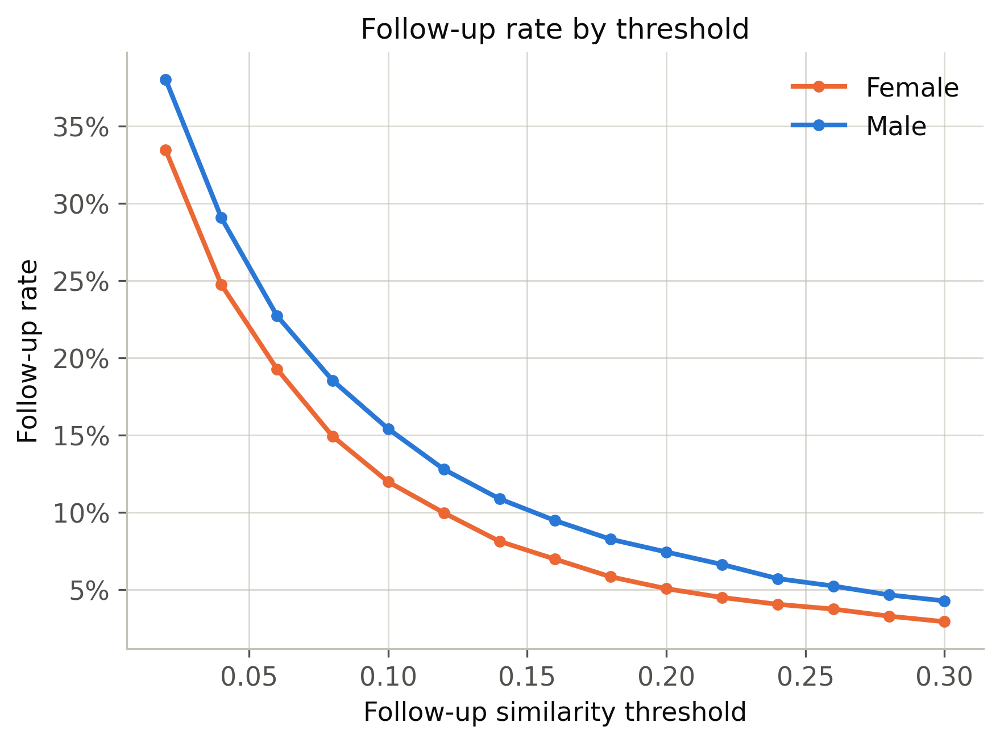 Follow-up rate by threshold
Female
Male
Follow-up rate
35%
30%
25%
20%
15%
10%
5%
0.05 0.10 0.15 0.20 0.25 0.30
Follow-up similarity threshold